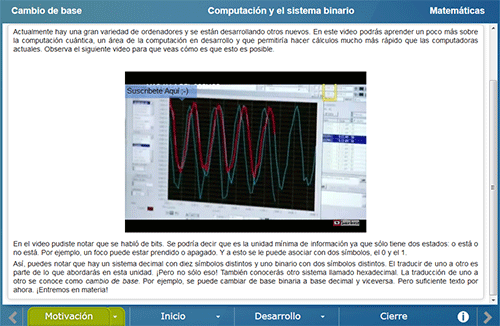 Cambio de base
Computación y el sistema binario
Matemáticas
Actualmente hay una gran variedad de ordenadores y se están desarrollando otros nuevos. En este video podrás aprender un poco más sobre
la computación cuántica, un área de la computación en desarrollo y que permitiría hacer cálculos mucho más rápido que las computadoras
actuales. Observa el siguiente video para que veas cómo es que esto es posible.
Suscribete Aquí ;-)
En el video pudiste notar que se habló de bits. Se podría decir que es la unidad mínima de información ya que sólo tiene dos estados: o está o
no está. Por ejemplo, un foco puede estar prendido o apagado. Y a esto se le puede asociar con dos símbolos, el 0 y el 1.
Así, puedes notar que hay un sistema decimal con diez símbolos distintos y uno binario con dos símbolos distintos. El traducir de uno a otro es
parte de lo que abordarás en esta unidad. ¡Pero no sólo eso! También conocerás otro sistema llamado hexadecimal. La traducción de uno a
otro se conoce como cambio de base. Por ejemplo, se puede cambiar de base binaria a base decimal y viceversa. Pero suficiente texto por
ahora. ¡Entremos en materia!
Motivación
Inicio
Desarrollo
Cierre